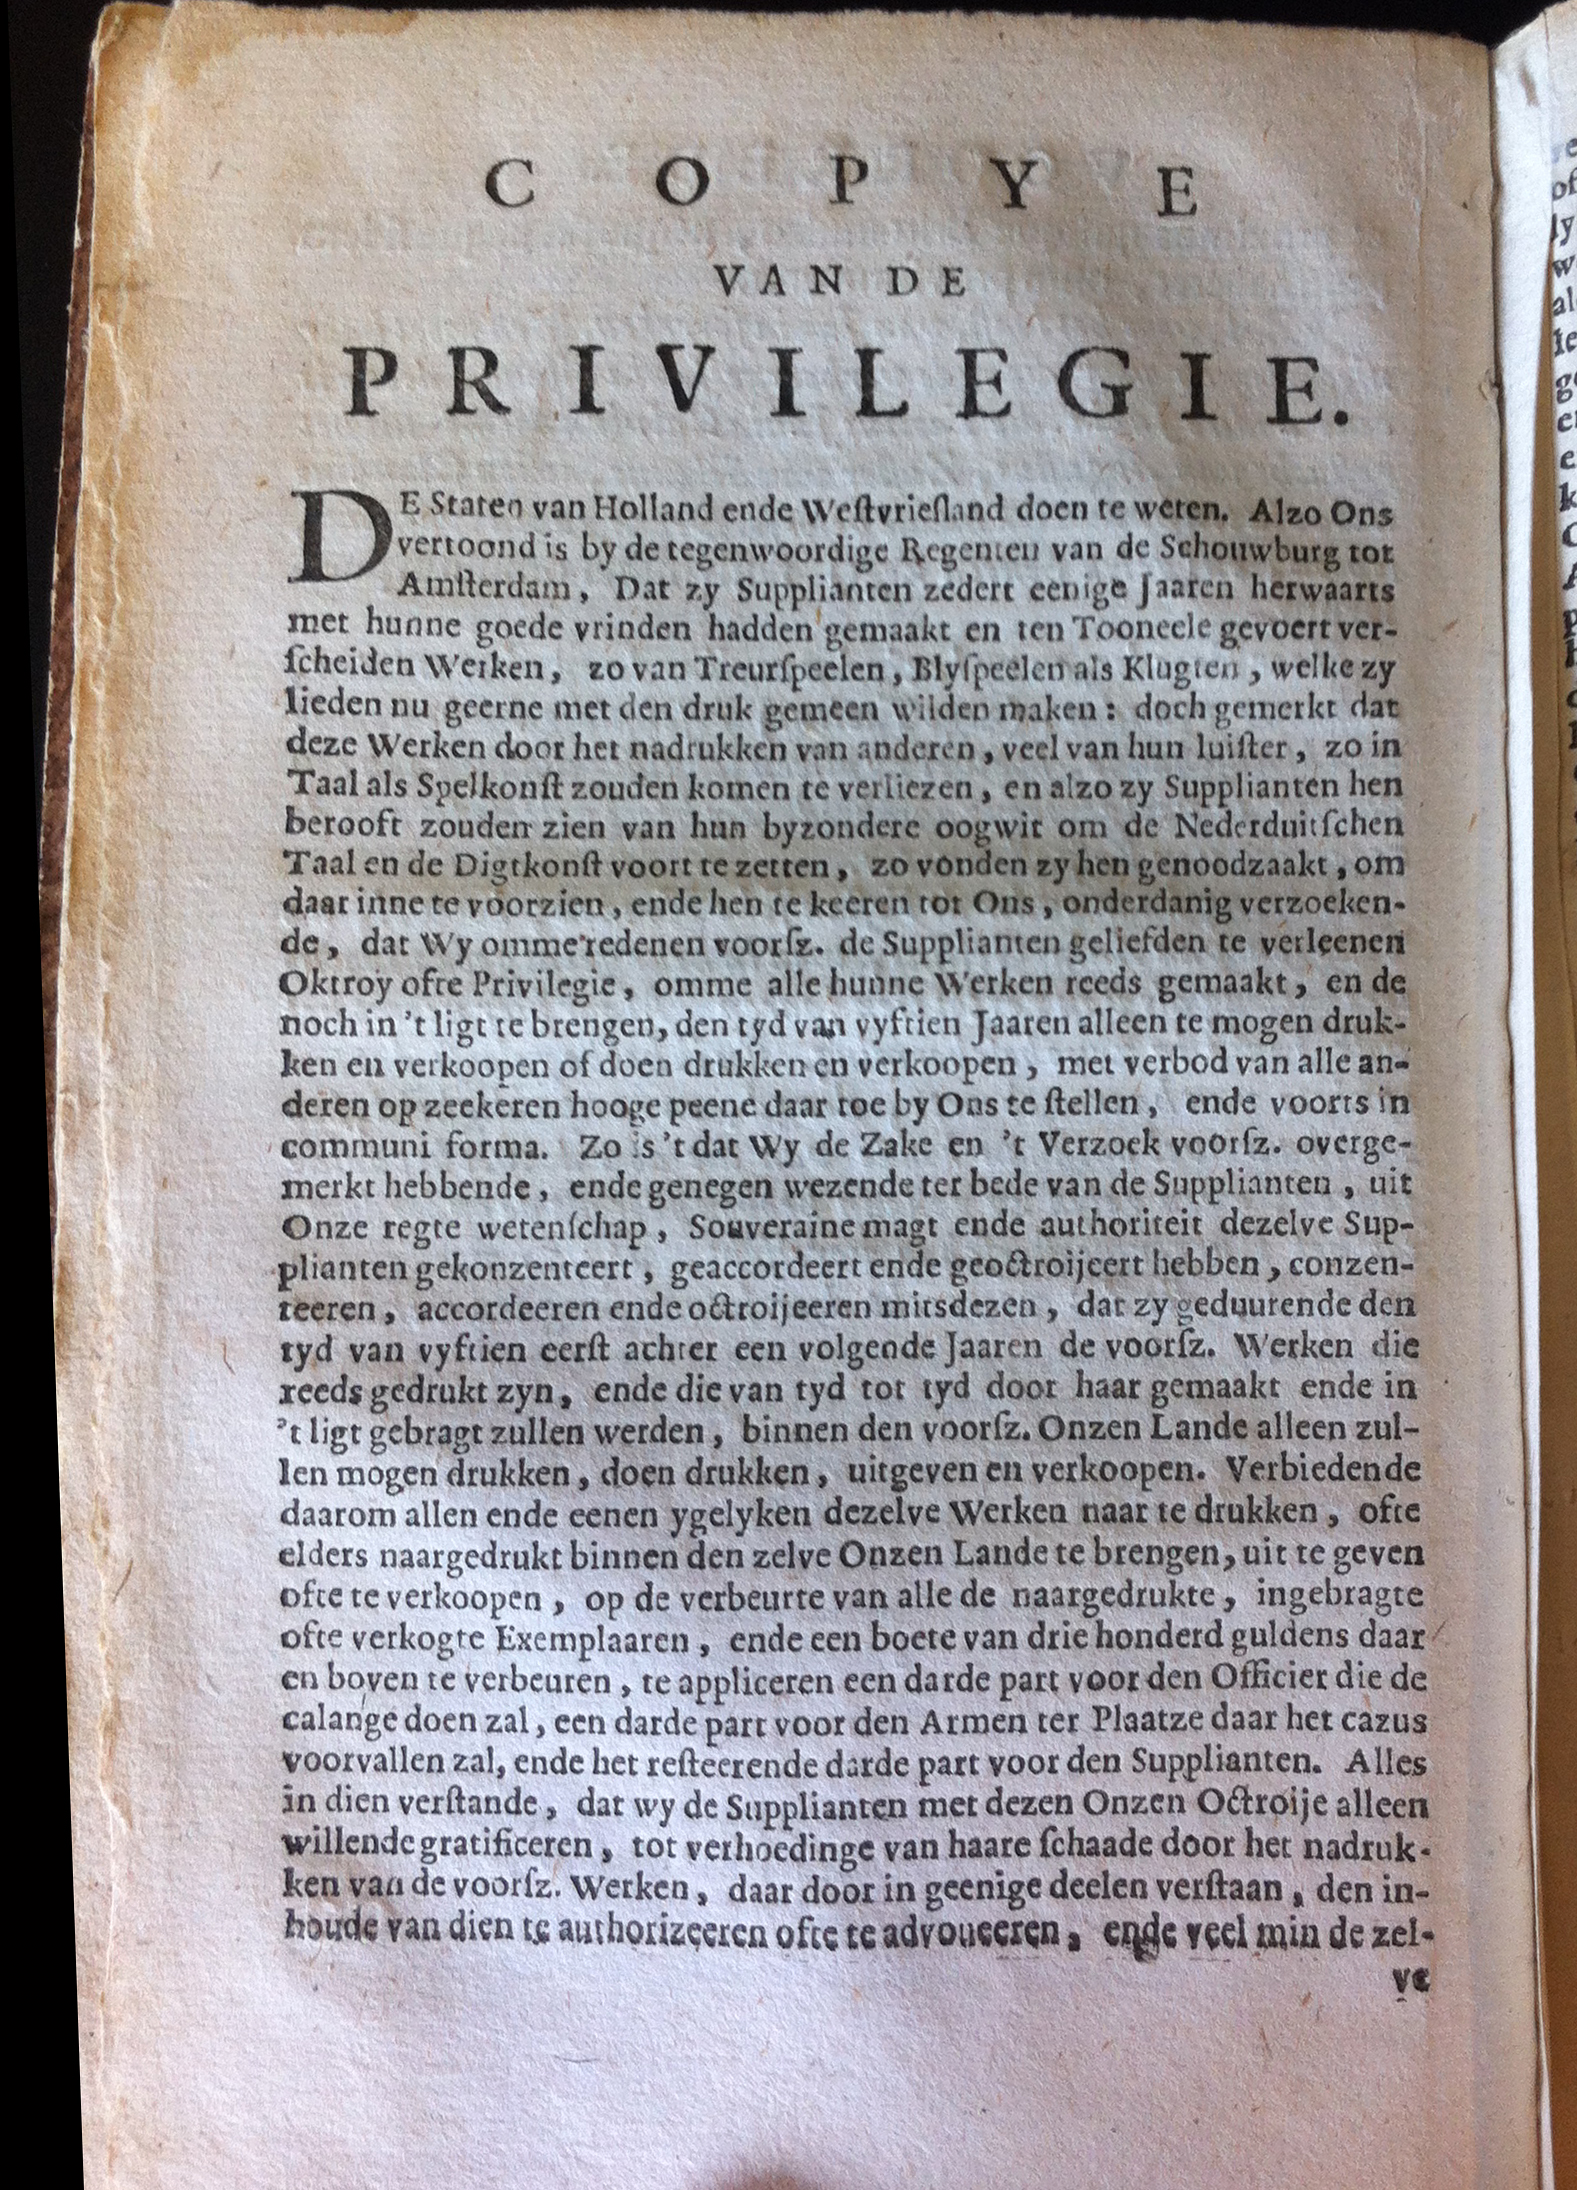 COPYE
VAN DE
PRIVILEGIE.
DE Staten van Holland ende Weſtvrieſland doen te weten. Alzo Ons
vertoond is by de tegenwoordige Regenten van de Schouwburg tot
Amſterdam, Dat zy Supplianten zedert eenige Jaaren herwaarts
met hunne goede vrinden hadden gemaakt en ten Tooneele gevoert ver-
ſcheiden Werken, zo van Treurſpeelen, Blyſpeelen als Klugten, welke zy
lieden nu geerne met den druk gemeen wilden maken: doch gemerkt dat
deze Werken door het nadrukken van anderen, veel van hun luiſter, zo in
Taal als Spelkonſt zouden komen te verliezen, en alzo zy Supplianten hen
berooft zouden zien van hun byzondere oogwit om de Nederduitſchen
Taal en de Digtkonſt voort te zetten, zo vonden zy hen genoodzaakt, om
daar inne te voorzien, ende hen te keeren tot Ons, onderdanig verzoeken-
de, dat Wy omme redenen voorſz. de Supplianten geliefden te verleenen
Oktroy ofte Privilegie, omme alle hunne Werken reeds gemaakt, en de
noch in 't ligt te brengen, den tyd van vyftien Jaaren alleen te mogen druk-
ken en verkoopen of doen drukken en verkoopen, met verbod van alle an-
deren op zeekeren hooge peene daar toe by Ons te ſtellen, ende voorts in
communi forma. Zo is 't dat Wy de Zake en 't Verzoek voorſz. overge-
merkt hebbende, ende genegen wezende ter bede van de Supplianten, uit
Onze regte wetenſchap, Souveraine magt ende authoriteit dezelve Sup-
plianten gekonzenteert, geaccordeert ende geoctroijeert hebben, conzen-
teeren, accordeeren ende octroijeeren mitsdezen, dat zy geduurende den
tyd van vyftien eerſt achter een volgende Jaaren de voorſz. Werken die
reeds gedrukt zyn, ende die van tyd tot tyd door haar gemaakt ende in
't ligt gebragt zullen werden, binnen den voorſz. Onzen Lande alleen zul-
len mogen drukken, doen drukken, uitgeven en verkoopen. Verbiedende
daarom allen ende eenen ygelyken dezelve Werken naar te drukken, ofte
elders naargedrukt binnen den zelve Onzen Lande te brengen, uit te geven
ofte te verkoopen, op de verbeurte van alle de naargedrukte, ingebragte
ofte verkogte Exemplaaren, ende een boete van drie honderd guldens daar
en boven te verbeuren, te appliceren een darde part voor den Officier die de
calange doen zal, een darde part voor den Armen ter Plaatze daar het cazus
voorvallen zal, ende het reſteerende darde part voor den Supplianten. Alles
in dien verſtande, dat wy de Supplianten met dezen Onzen Octroije alleen
willende gratificeren, tot verhoedinge van haare ſchaade door het nadruk-
ken van de voorſz. Werken, daar door in geenige deelen verſtaan, den in-
houde van dien te authorizeeren ofte te advoueeren, ende veel min de zel-
ve